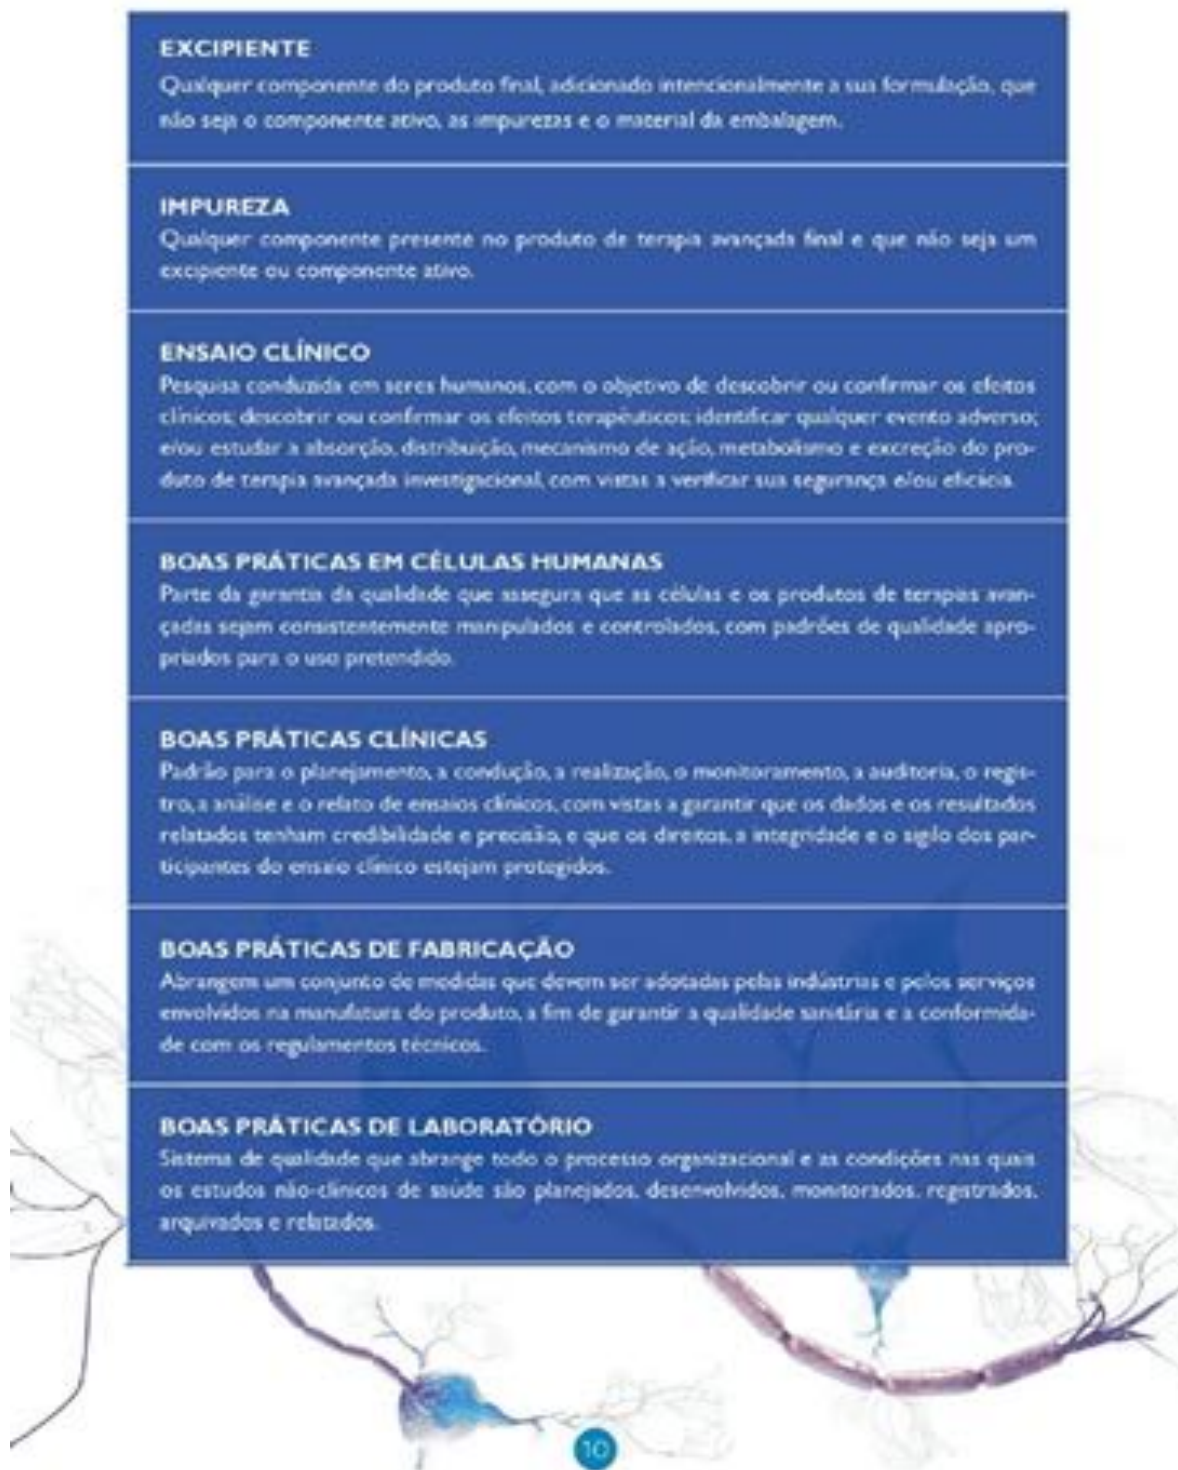 EXCIPIENTE
Qualquer componente do produto final, adicionado intencionalmente a sua formulação, que
não seja o componente ativo, as impurezas e o material da embalagem.
IMPUREZA
Qualquer componente presente no produto de terapia avançada final e que não seja um
excipiente ou componente ativo.
ENSAIO CLÍNICO
Pesquisa conduzida em seres humanos, com o objetivo de descobrir ou confirmar os efeitos
clínicos; descobrir ou confirmar os efeitos terapêuticos; identificar qualquer evento adverso;
e/ou estudar a absorção, distribuição, mecanismo de ação, metabolismo e excreção do pro-
duto de terapia avançada investigacional, com vistas a verificar sua segurança e/ou eficácia.
BOAS PRÁTICAS EM CÉLULAS HUMANAS
Parte da garantia da qualidade que assegura que as células e os produtos de terapias avan-
çadas sejam consistentemente manipulados e controlados, com padrões de qualidade apro-
priados para o uso pretendido.
BOAS PRÁTICAS CLÍNICAS
Padrão para o planejamento, a condução, a realização, o monitoramento, a auditoria, o regis-
tro, a análise e o relato de ensaios clínicos, com vistas a garantir que os dados e os resultados
relatados tenham credibilidade e precisão, e que os direitos, a integridade e o sigilo dos par-
ticipantes do ensaio clínico estejam protegidos.
BOAS PRÁTICAS DE FABRICAÇÃO
Abrangem um conjunto de medidas que devem ser adotadas pelas indústrias e pelos serviços
envolvidos na manufatura do produto, a fim de garantir a qualidade sanitária e a conformida-
de com os regulamentos técnicos.
BOAS PRÁTICAS DE LABORATÓRIO
Sistema de qualidade que abrange todo o processo organizacional e as condições nas quais
os estudos não-clínicos de saúde são planejados, desenvolvidos, monitorados, registrados,
arquivados e relatados.
10